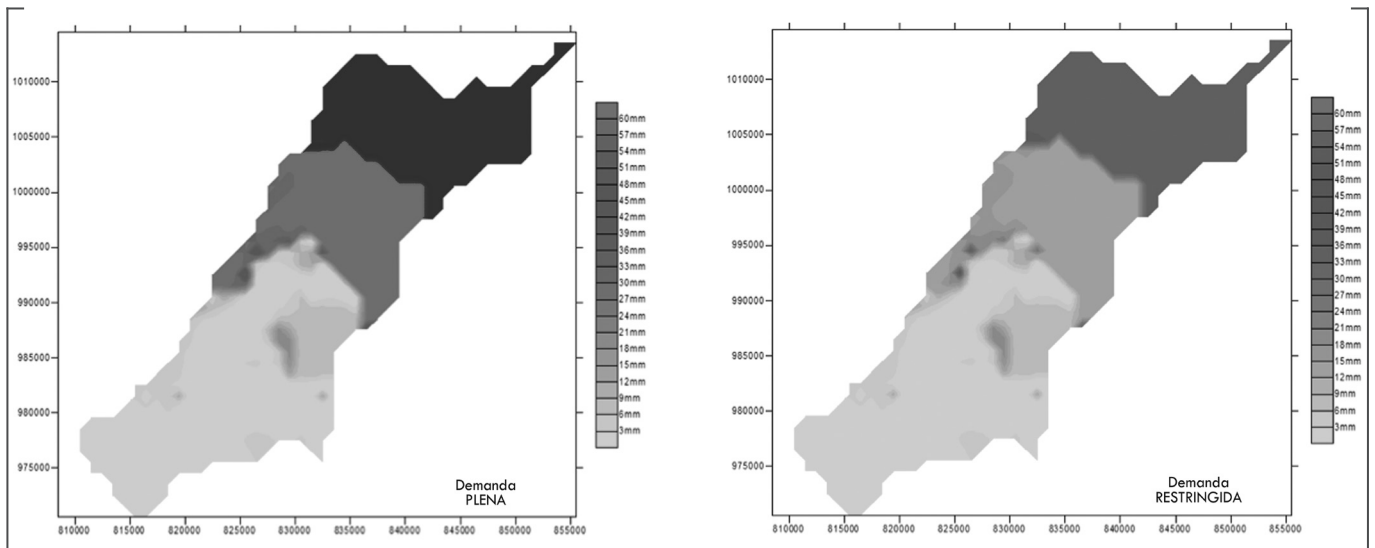 1010000
1005000
1000000
995000
990000
985000
980000
975000
810000 815000 820000 825000 830000 835000 840000 845000 850000 855000
60mm
57mm
54mm
51mm
48mm
45mm
42mm
39mm
36mm
33mm
30mm
27mm
24mm
21mm
18mm
15mm
12mm
9mm
6mm
3mm
Demanda
PLENA
1010000
1005000
1000000
995000
990000
985000
980000
975000
810000 815000 820000 825000 830000 835000 840000 845000 850000 855000
60mm
57mm
54mm
51mm
48mm
45mm
42mm
39mm
36mm
33mm
30mm
27mm
24mm
21mm
18mm
15mm
12mm
9mm
6mm
3mm
Demanda
RESTRINGIDA